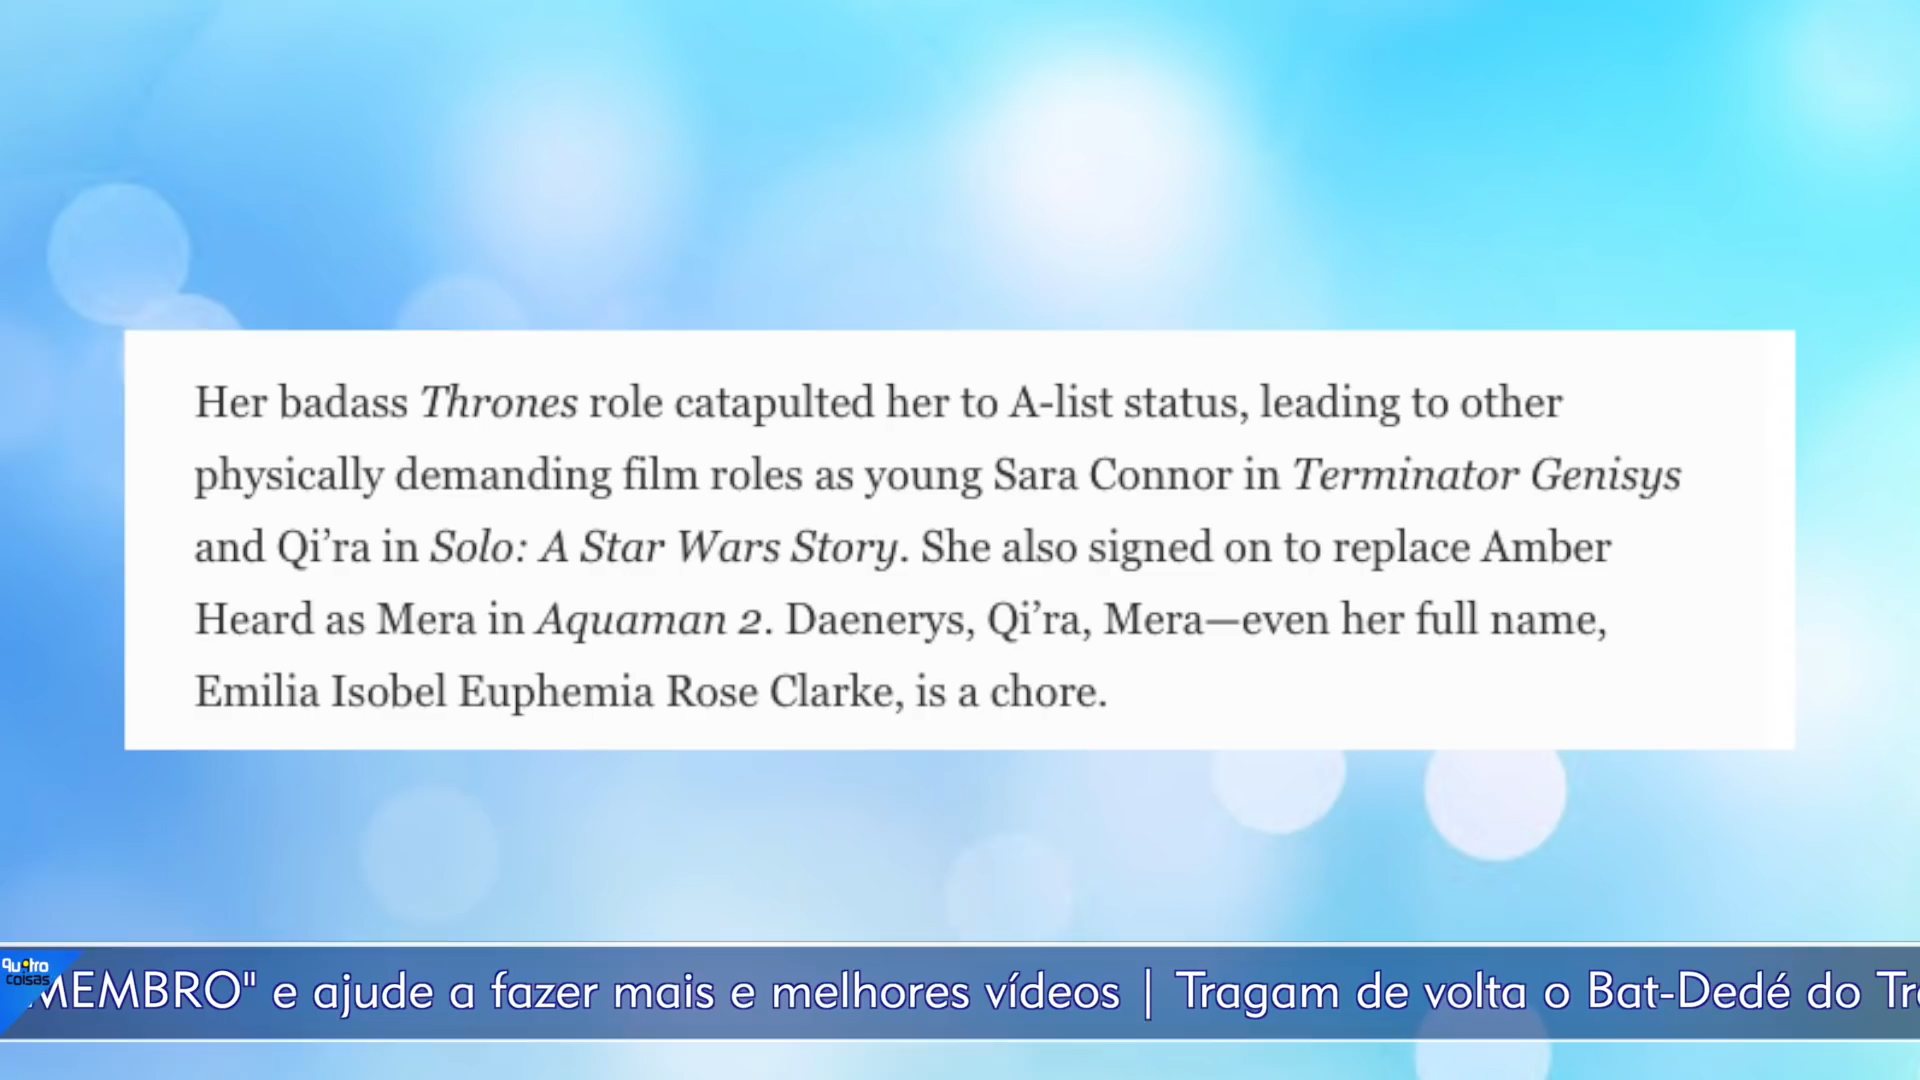 Her badass Thrones role catapulted her to A-list status, leading to other
physically demanding film roles as young Sara Connor in Terminator Genisys
and Qi’ra in Solo: A Star Wars Story. She also signed on to replace Amber
Heard as Mera in Aquaman 2. Daenerys, Qi’ra, Mera—even her full name,
Emilia Isobel Euphemia Rose Clarke, is a chore.
quatro
coisas
MEMBRO" e ajude a fazer mais e melhores vídeos | Tragam de volta o Bat-Dedé do